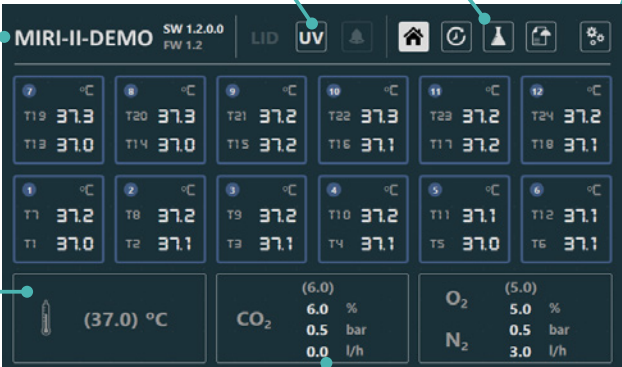 MIRI-II-DEMO SW 1.2.0.0 LID UV
FW 1.2
7 °C 8 °C 9 °C 10 °C 11 °C 12 °C
T19 37.3 T20 37.3 T21 37.2 T22 37.3 T23 37.2 T24 37.2
T13 37.0 T14 37.0 T15 37.2 T16 37.1 T17 37.2 T18 37.1
1 °C 2 °C 3 °C 4 °C 5 °C 6 °C
T7 37.2 T8 37.2 T9 37.2 T10 37.2 T11 37.1 T12 37.1
T1 37.0 T2 37.1 T3 37.1 T4 37.1 T5 37.0 T6 37.1
(37.0) °C
CO₂
(6.0)
6.0 %
0.5 bar
0.0 l/h
O₂
N₂
(5.0)
5.0 %
0.5 bar
3.0 l/h